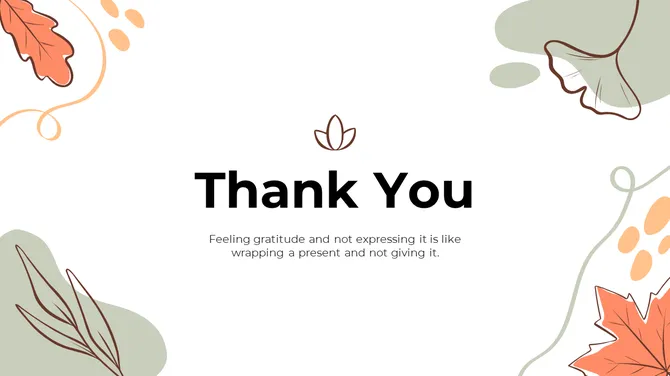 Thank You
Feeling gratitude and not expressing it is like
wrapping a present and not giving it.